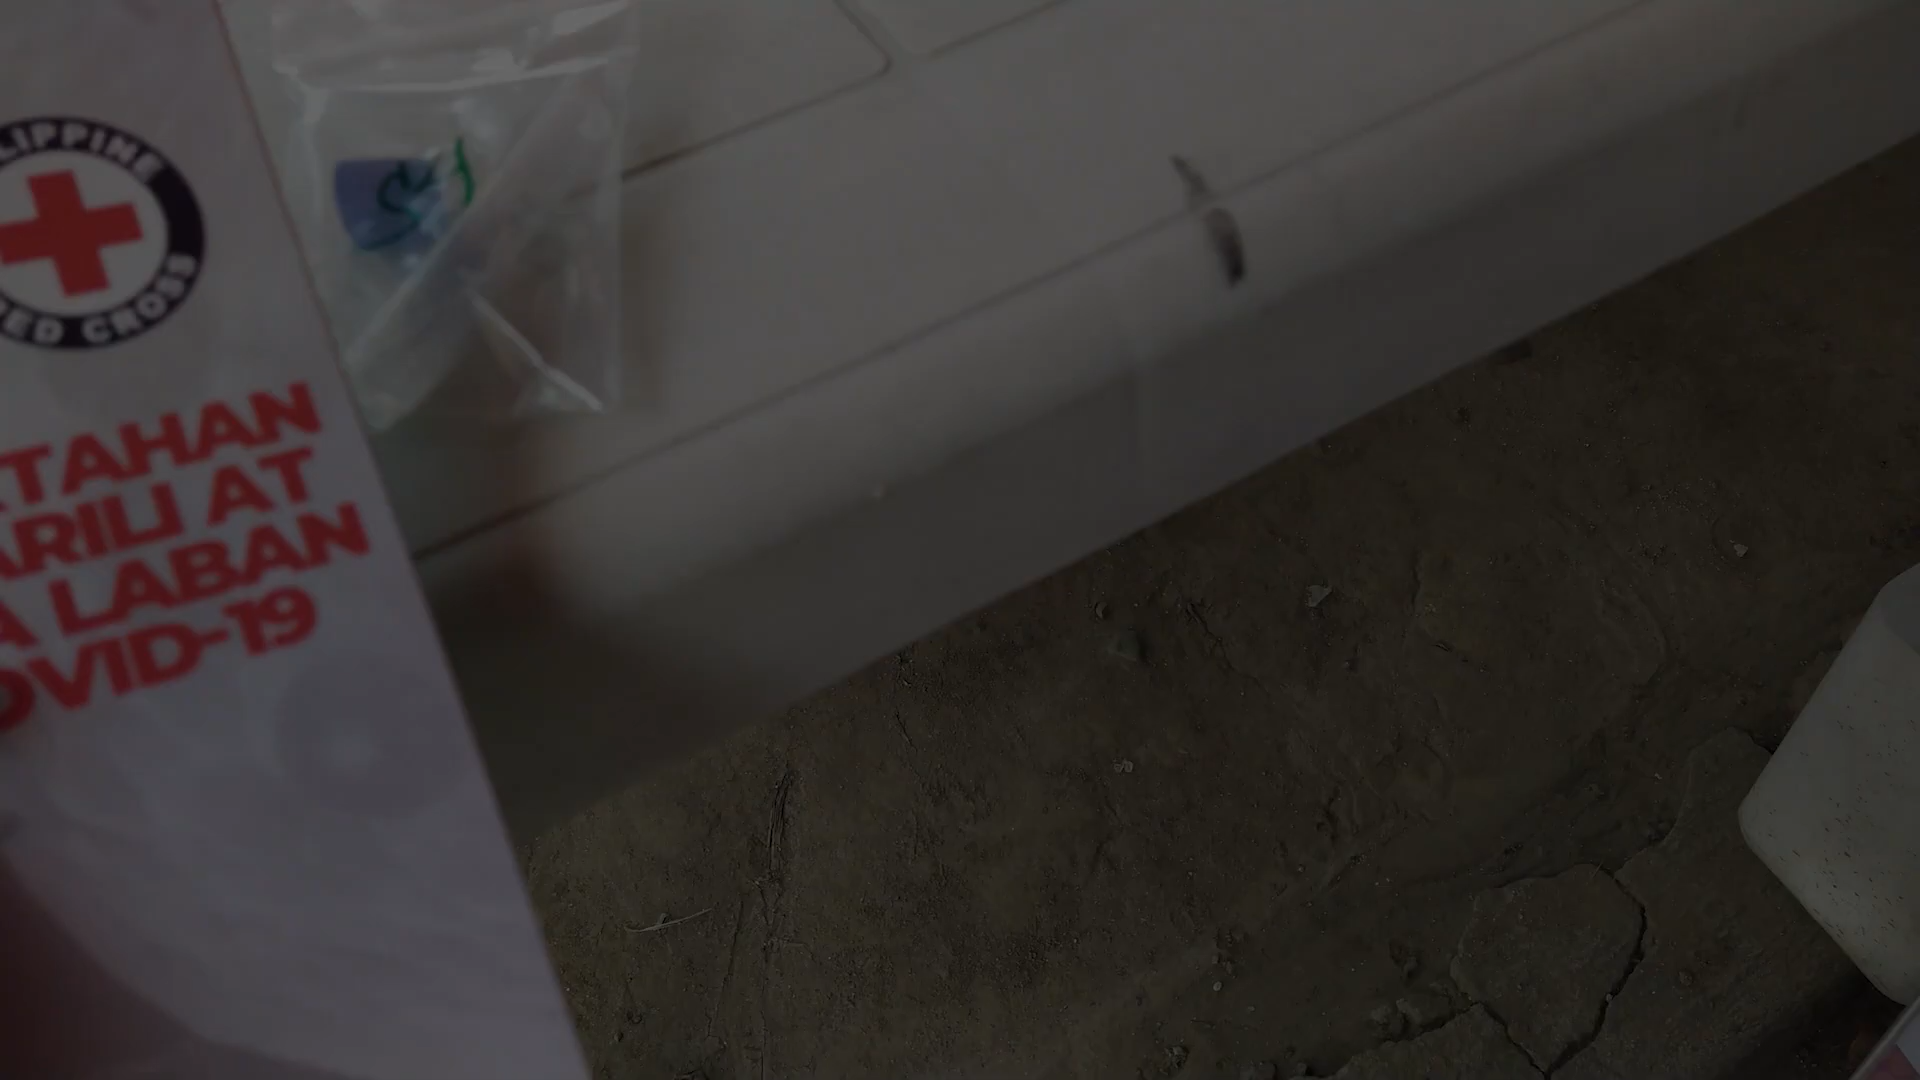 LIPPINE
RED CROSS
TAHAN
ARILI AT
A LABAN
OVID-19